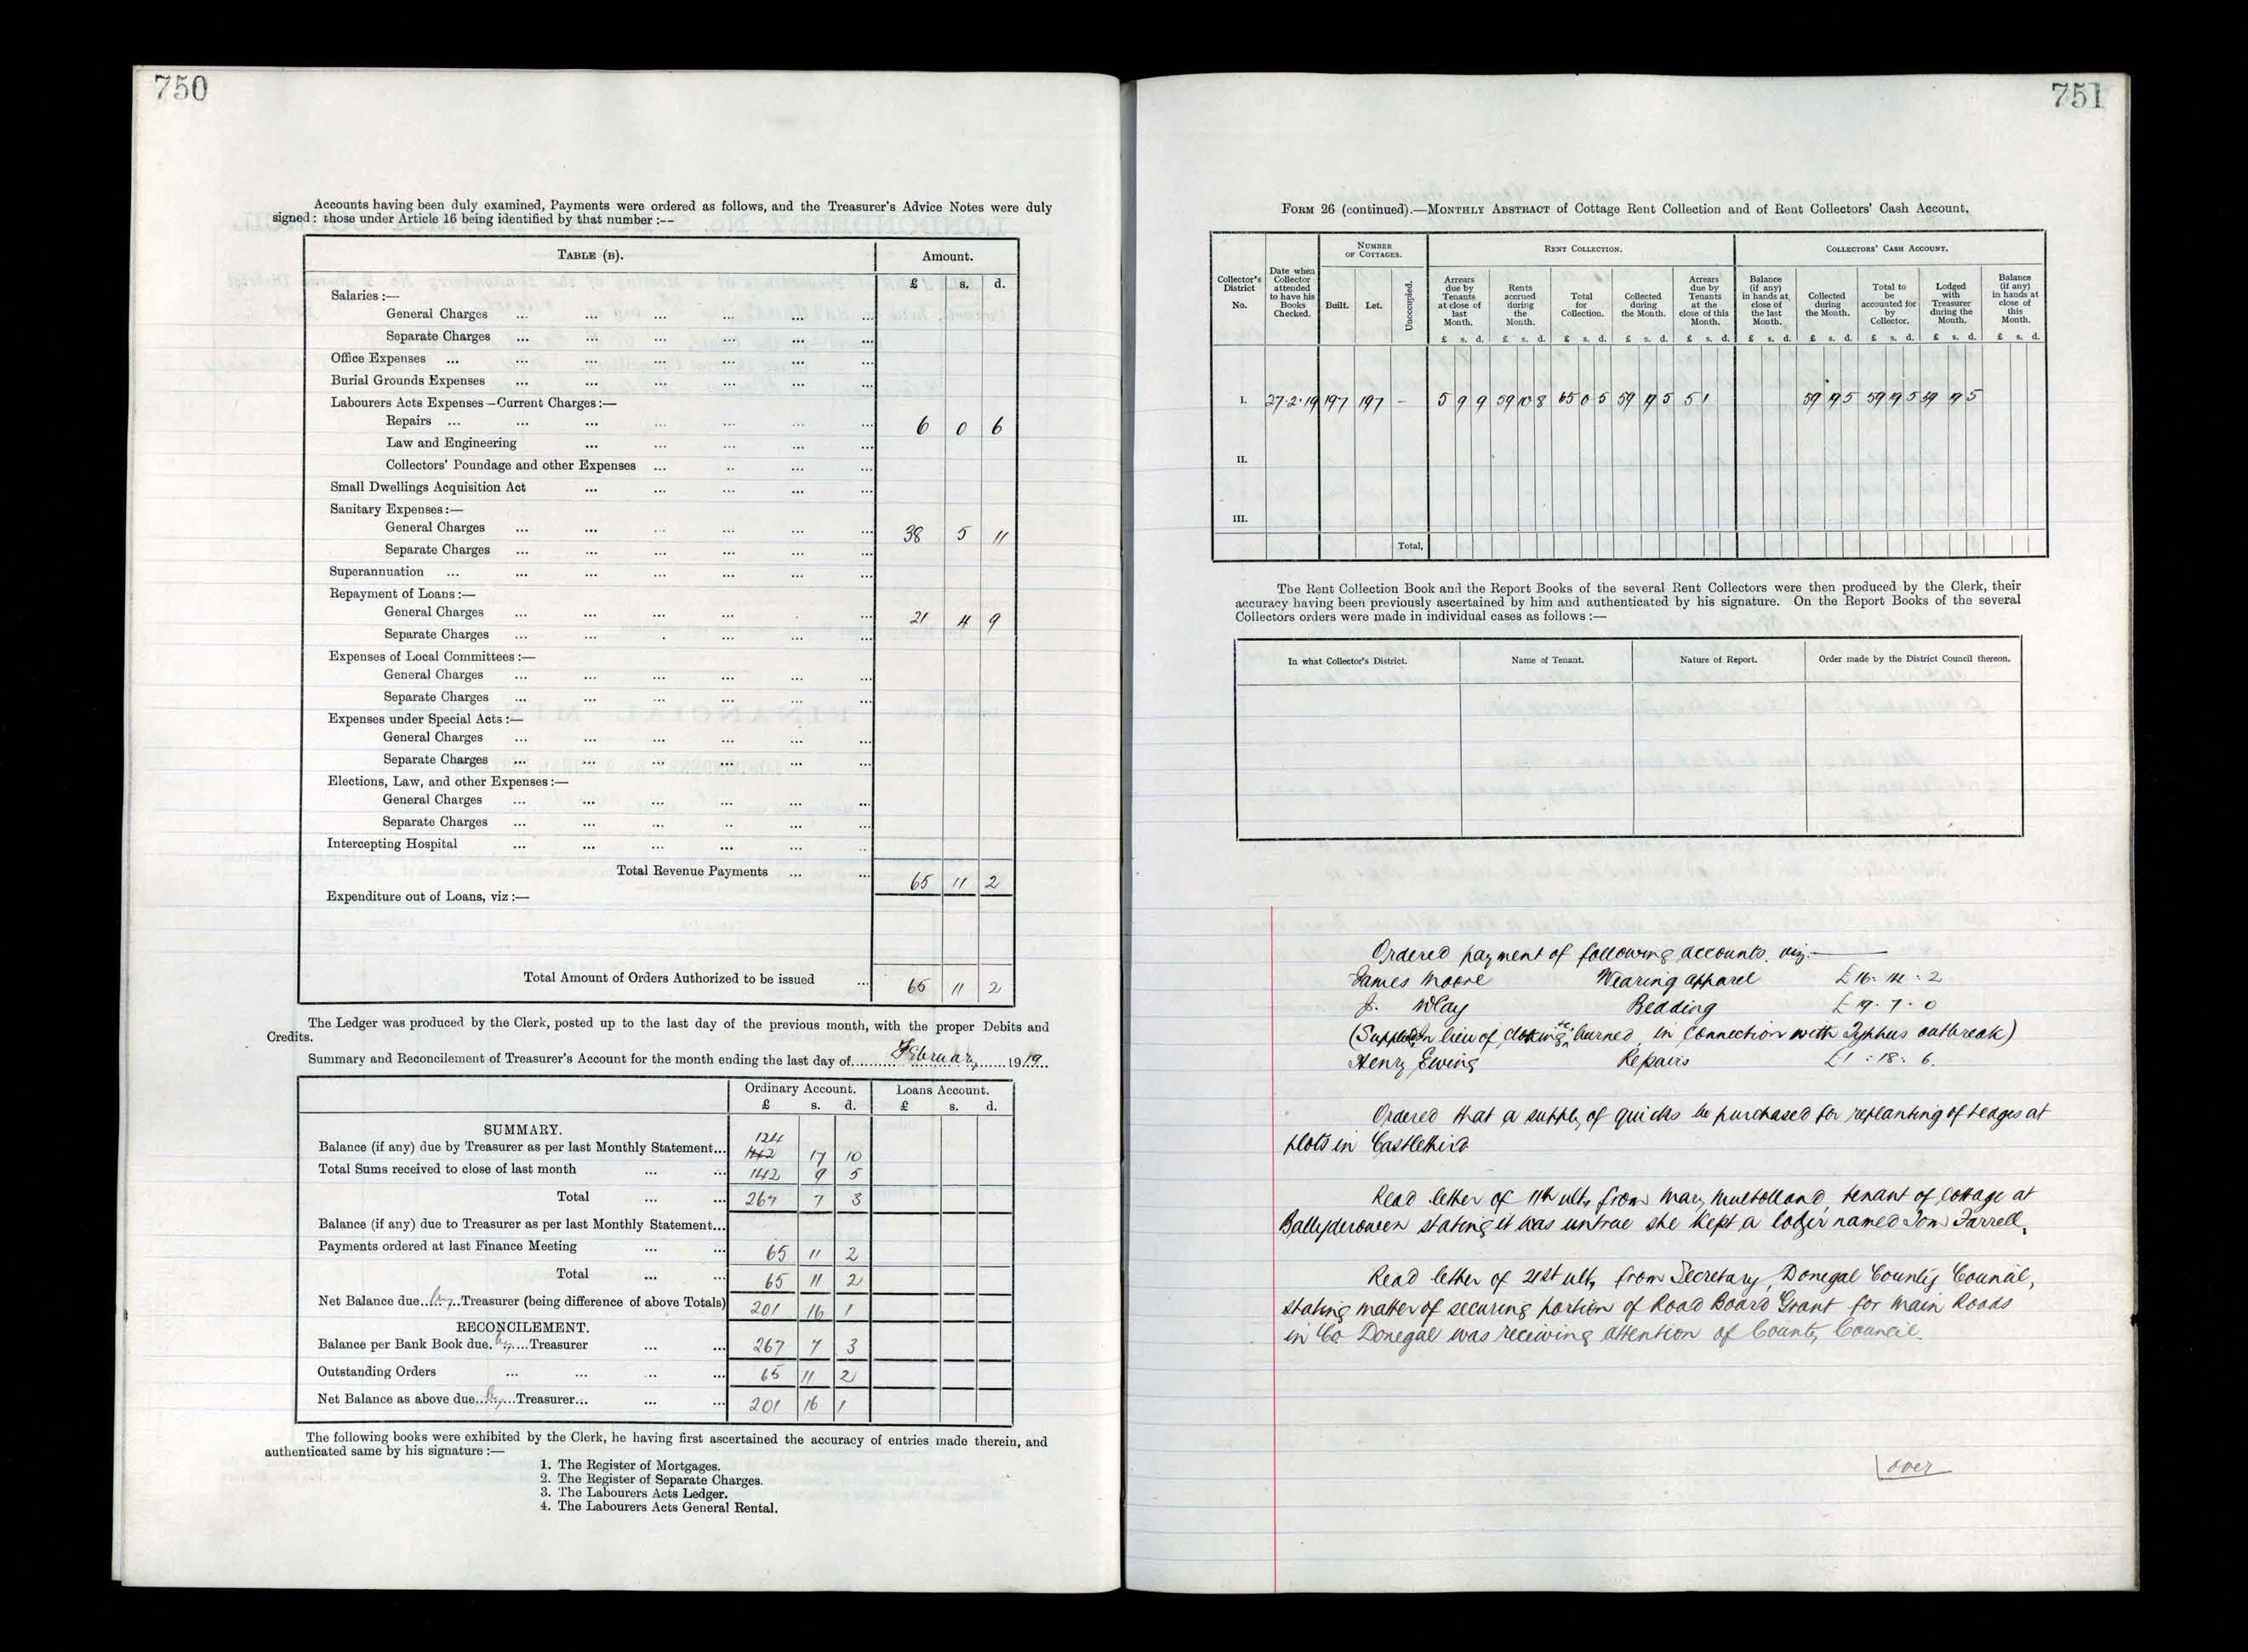 750
Accounts having been duly examined, Payments were ordered as follows, and the Treasurer's Advice Notes were duly
signed: those under Article 16 being identified by that number:--
TABLE (B). Amount.
£ s. d.
Salaries:—
General Charges ... ... ... ... ... ...
Separate Charges ... ... ... ... ... ...
Office Expenses ... ... ... ... ... ...
Burial Grounds Expenses ... ... ... ... ... ...
Labourers Acts Expenses—Current Charges:—
Repairs ... ... ... ... ... ... ... 6 0 6
Law and Engineering ... ... ... ... ...
Collectors' Poundage and other Expenses ... ... ... ...
Small Dwellings Acquisition Act ... ... ... ... ...
Sanitary Expenses:—
General Charges ... ... ... ... ... ... 38 5 11
Separate Charges ... ... ... ... ... ...
Superannuation ... ... ... ... ... ... ...
Repayment of Loans:—
General Charges ... ... ... ... ... ... 21 4 9
Separate Charges ... ... ... ... ... ...
Expenses of Local Committees:—
General Charges ... ... ... ... ... ...
Separate Charges ... ... ... ... ... ...
Expenses under Special Acts:—
General Charges ... ... ... ... ... ...
Separate Charges ... ... ... ... ... ...
Elections, Law, and other Expenses:—
General Charges ... ... ... ... ... ...
Separate Charges ... ... ... ... ... ...
Intercepting Hospital ... ... ... ... ... ...
Total Revenue Payments ... ... 65 11 2
Expenditure out of Loans, viz:—
Total Amount of Orders Authorized to be issued ... 65 11 2
The Ledger was produced by the Clerk, posted up to the last day of the previous month, with the proper Debits and
Credits.
Summary and Reconcilement of Treasurer's Account for the month ending the last day of February 1919
Ordinary Account. Loans Account.
£ s. d. £ s. d.
SUMMARY.
124
Balance (if any) due by Treasurer as per last Monthly Statement... 142 17 10
Total Sums received to close of last month ... ... 142 9 5
Total ... ... 267 7 3
Balance (if any) due to Treasurer as per last Monthly Statement...
Payments ordered at last Finance Meeting ... ... 65 11 2
Total ... ... 65 11 2
Net Balance due by Treasurer (being difference of above Totals) 201 16 1
RECONCILEMENT.
Balance per Bank Book due by Treasurer ... ... 267 7 3
Outstanding Orders ... ... ... ... 65 11 2
Net Balance as above due by Treasurer... ... ... 201 16 1
The following books were exhibited by the Clerk, he having first ascertained the accuracy of entries made therein, and
authenticated same by his signature:—
1. The Register of Mortgages.
2. The Register of Separate Charges.
3. The Labourers Acts Ledger.
4. The Labourers Acts General Rental.
751
FORM 26 (continued).—MONTHLY ABSTRACT of Cottage Rent Collection and of Rent Collectors' Cash Account.
Collector's District No. Date when Collector attended to have his Books Checked. NUMBER OF COTTAGES. Built. Let. Unoccupied. RENT COLLECTION. Arrears due by Tenants at close of last Month. Rents accrued during the Month. Total for Collection. Collected during the Month. Arrears due by Tenants at the close of this Month. COLLECTORS' CASH ACCOUNT. Balance (if any) in hands at close of the last Month. Collected during the Month. Total to be accounted for by Collector. Lodged with Treasurer during the Month. Balance (if any) in hands at close of this Month.
£ s. d. £ s. d. £ s. d. £ s. d. £ s. d. £ s. d. £ s. d. £ s. d. £ s. d. £ s. d.
I. 27.2.19 197 197 - 5 9 9 59 10 8 65 0 5 59 19 5 5 1 59 19 5 59 19 5 59 19 5
II.
III.
Total,
The Rent Collection Book and the Report Books of the several Rent Collectors were then produced by the Clerk, their
accuracy having been previously ascertained by him and authenticated by his signature. On the Report Books of the several
Collectors orders were made in individual cases as follows:—
In what Collector's District. Name of Tenant. Nature of Report. Order made by the District Council thereon.
Ordered payment of following accounts. viz:—
James Moore Wearing apparel £16: 14: 2
J. McCay Bedding £19. 7. 0
(Supplied in lieu of clothing &c. burned in connection with Typhus outbreak)
Henry Ewing Repairs £1: 18: 6.
Ordered that a supply of quicks be purchased for replanting of hedges at
plots in Castlethird
Read letter of 11th ult, from Mary Mulholland, tenant of cottage at
Ballyderowen stating it was untrue she kept a lodger named Tom Farrell.
Read letter of 21st ult, from Secretary, Donegal County Council,
stating matter of securing portion of Road Board Grant for main Roads
in Co Donegal was receiving attention of County Council.
over